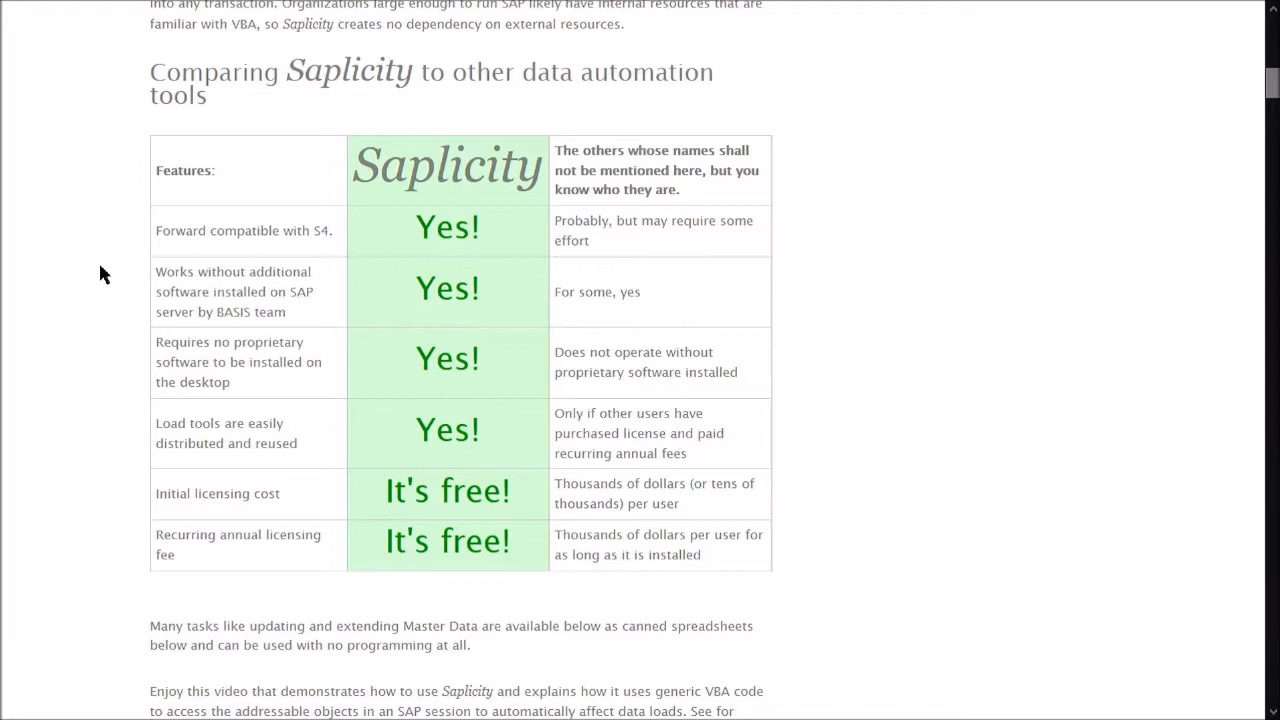 into any transaction. Organizations large enough to run SAP likely have internal resources that are
familiar with VBA, so Saplicity creates no dependency on external resources.
Comparing Saplicity to other data automation
tools
Features:
Saplicity
The others whose names shall
not be mentioned here, but you
know who they are.
Forward compatible with S4.
Yes!
Probably, but may require some
effort
Works without additional
software installed on SAP
server by BASIS team
Yes!
For some, yes
Requires no proprietary
software to be installed on
the desktop
Yes!
Does not operate without
proprietary software installed
Load tools are easily
distributed and reused
Yes!
Only if other users have
purchased license and paid
recurring annual fees
Initial licensing cost
It's free!
Thousands of dollars (or tens of
thousands) per user
Recurring annual licensing
fee
It's free!
Thousands of dollars per user for
as long as it is installed
Many tasks like updating and extending Master Data are available below as canned spreadsheets
below and can be used with no programming at all.
Enjoy this video that demonstrates how to use Saplicity and explains how it uses generic VBA code
to access the addressable objects in an SAP session to automatically affect data loads. See for